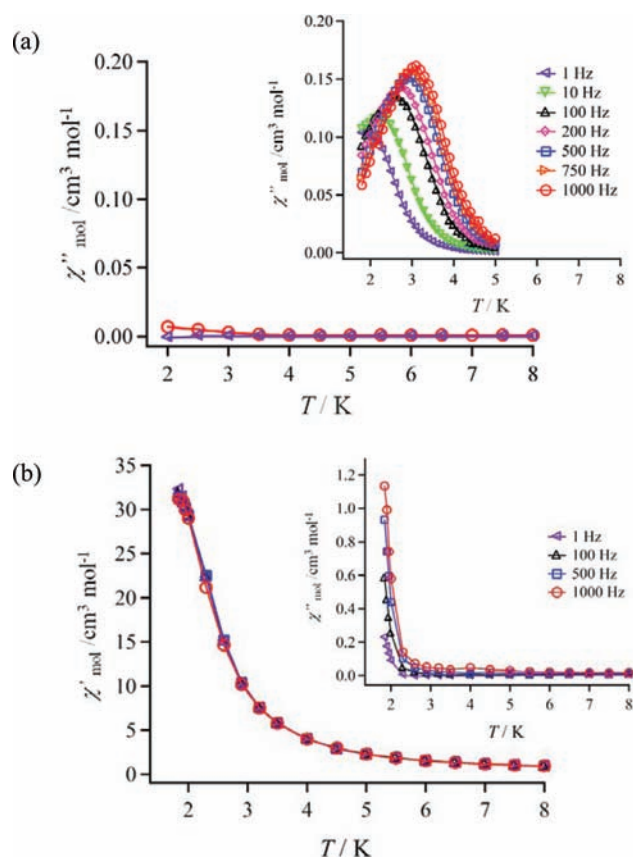 (a)
0.20
0.15
0.10
0.05
0.00
χ''mol /cm³ mol⁻¹
2 3 4 5 6 7 8
T / K
0.20
0.15
0.10
0.05
0.00
χ''mol /cm³ mol⁻¹
2 3 4 5 6 7 8
T / K
1 Hz
10 Hz
100 Hz
200 Hz
500 Hz
750 Hz
1000 Hz
(b)
35
30
25
20
15
10
5
0
χ'mol /cm³ mol⁻¹
2 3 4 5 6 7 8
T / K
1.2
1.0
0.8
0.6
0.4
0.2
0.0
χ''mol /cm³ mol⁻¹
2 3 4 5 6 7 8
T / K
1 Hz
100 Hz
500 Hz
1000 Hz